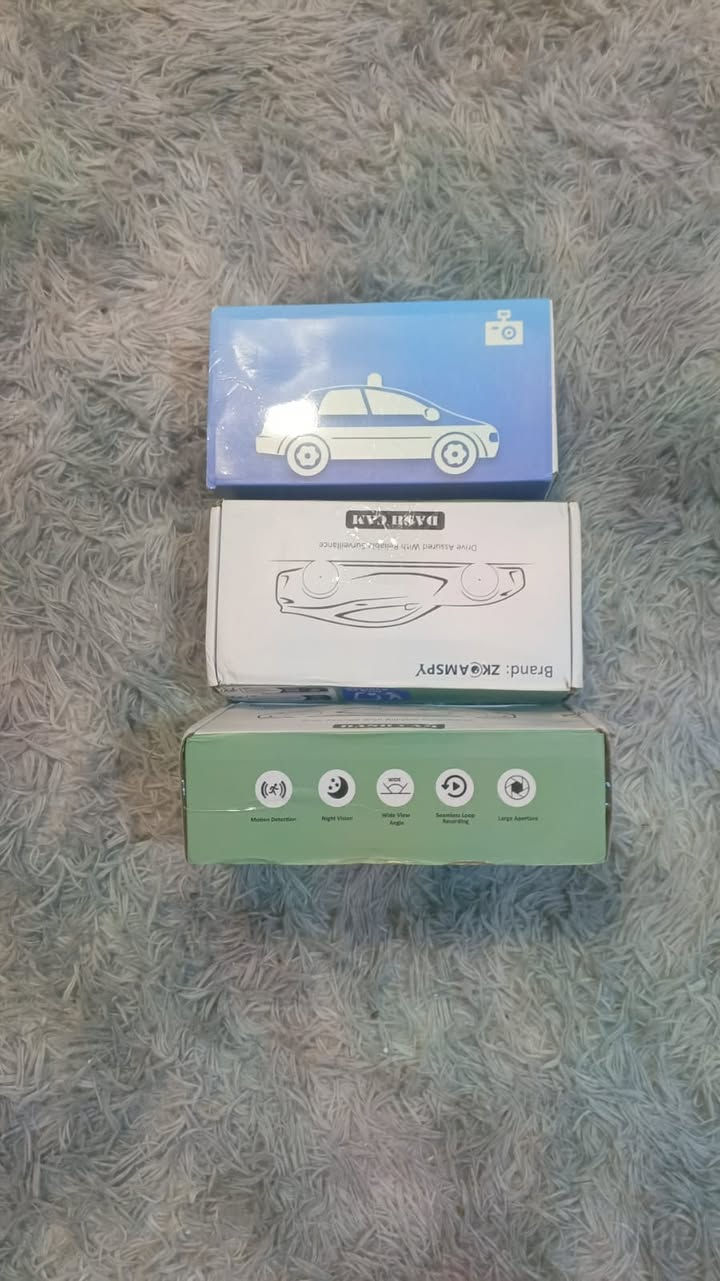 DASH CAM
Drive Assured With Reliable Surveillance
Brand: ZKCAMSPY
WIDE
Motion Detection
Night Vision
Wide View
Angle
Seamless Loop
Recording
Large Aperture